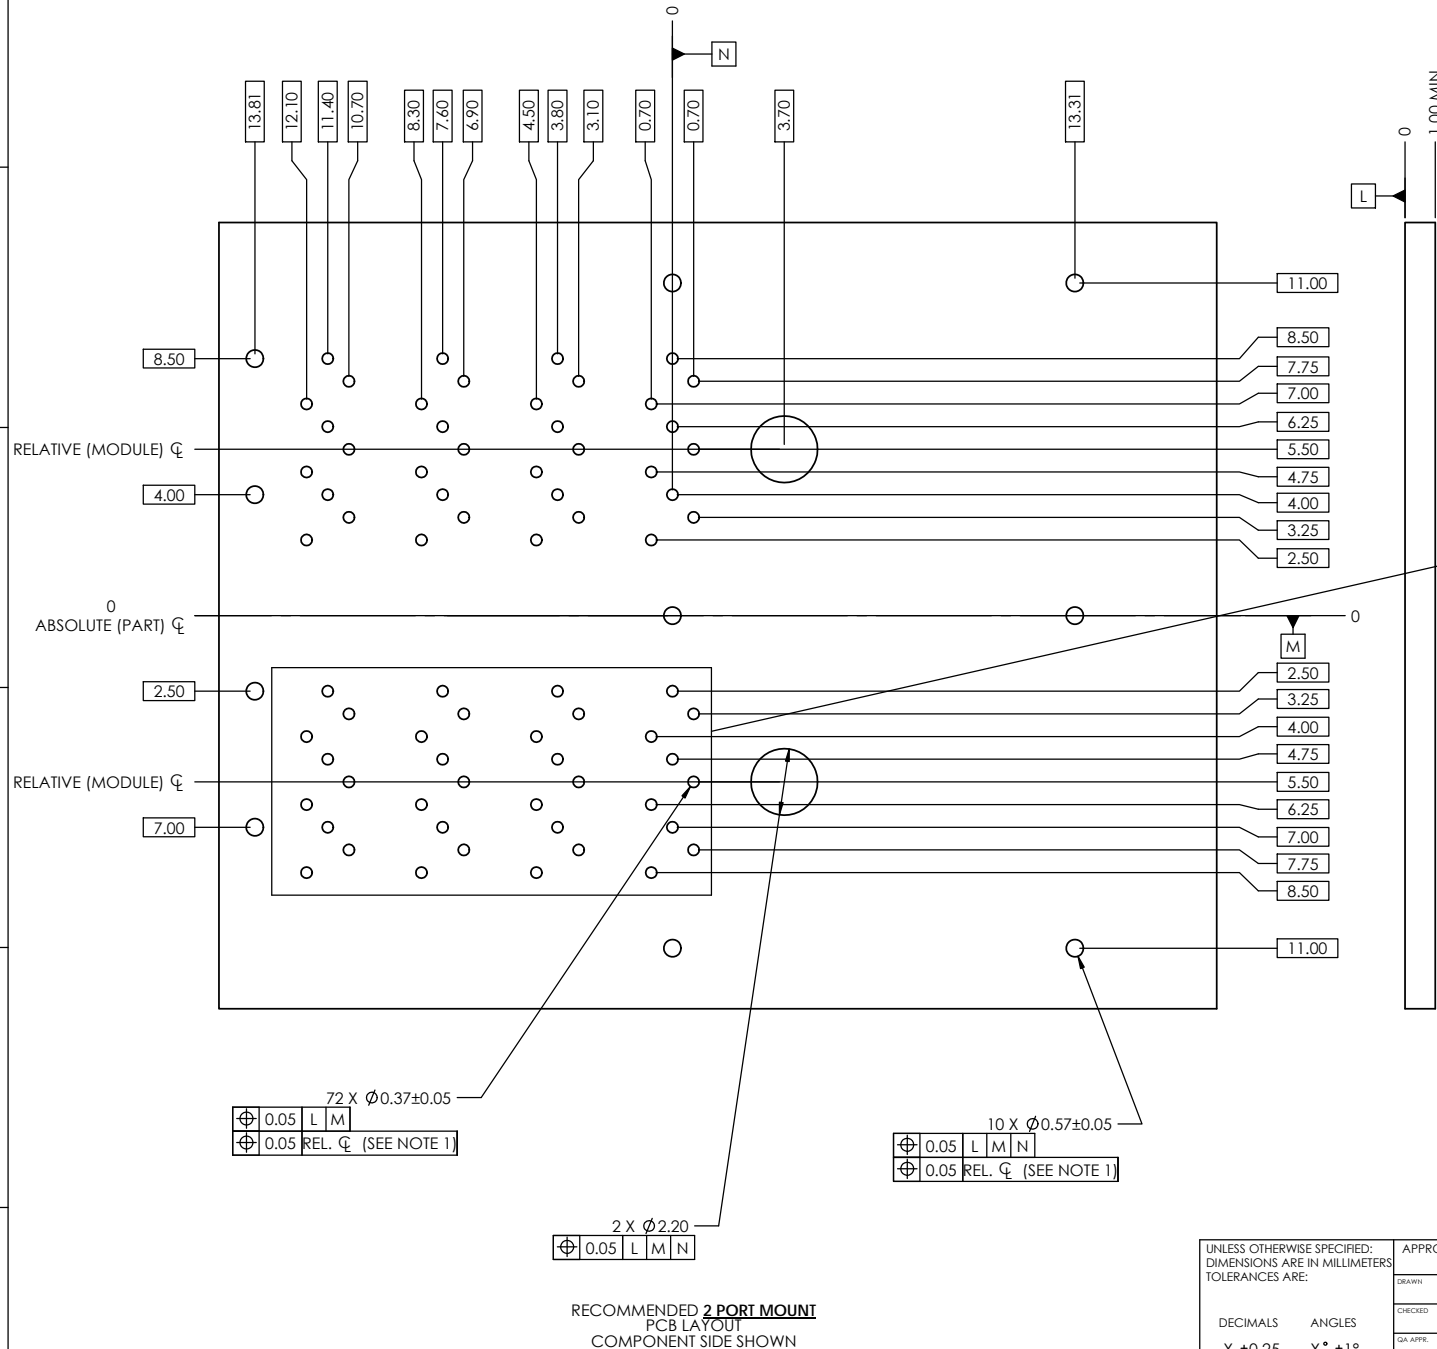 0
N
13.81
12.10
11.40
10.70
8.30
7.60
6.90
4.50
3.80
3.10
0.70
0.70
3.70
13.31
0
1.00 MIN
L
11.00
8.50
8.50
7.75
7.00
6.25
RELATIVE (MODULE) ℄
5.50
4.75
4.00
4.00
3.25
2.50
0
ABSOLUTE (PART) ℄
0
M
2.50
2.50
3.25
4.00
4.75
RELATIVE (MODULE) ℄
5.50
6.25
7.00
7.00
7.75
8.50
11.00
72 X Ø0.37±0.05
⌖ 0.05 L M
⌖ 0.05 REL. ℄ (SEE NOTE 1)
10 X Ø0.57±0.05
⌖ 0.05 L M N
⌖ 0.05 REL. ℄ (SEE NOTE 1)
2 X Ø2.20
⌖ 0.05 L M N
RECOMMENDED 2 PORT MOUNT
PCB LAYOUT
COMPONENT SIDE SHOWN
UNLESS OTHERWISE SPECIFIED:
DIMENSIONS ARE IN MILLIMETERS
TOLERANCES ARE:
DECIMALS ANGLES
X ±0.25 X° ±1°
DRAWN
CHECKED
QA APPR.